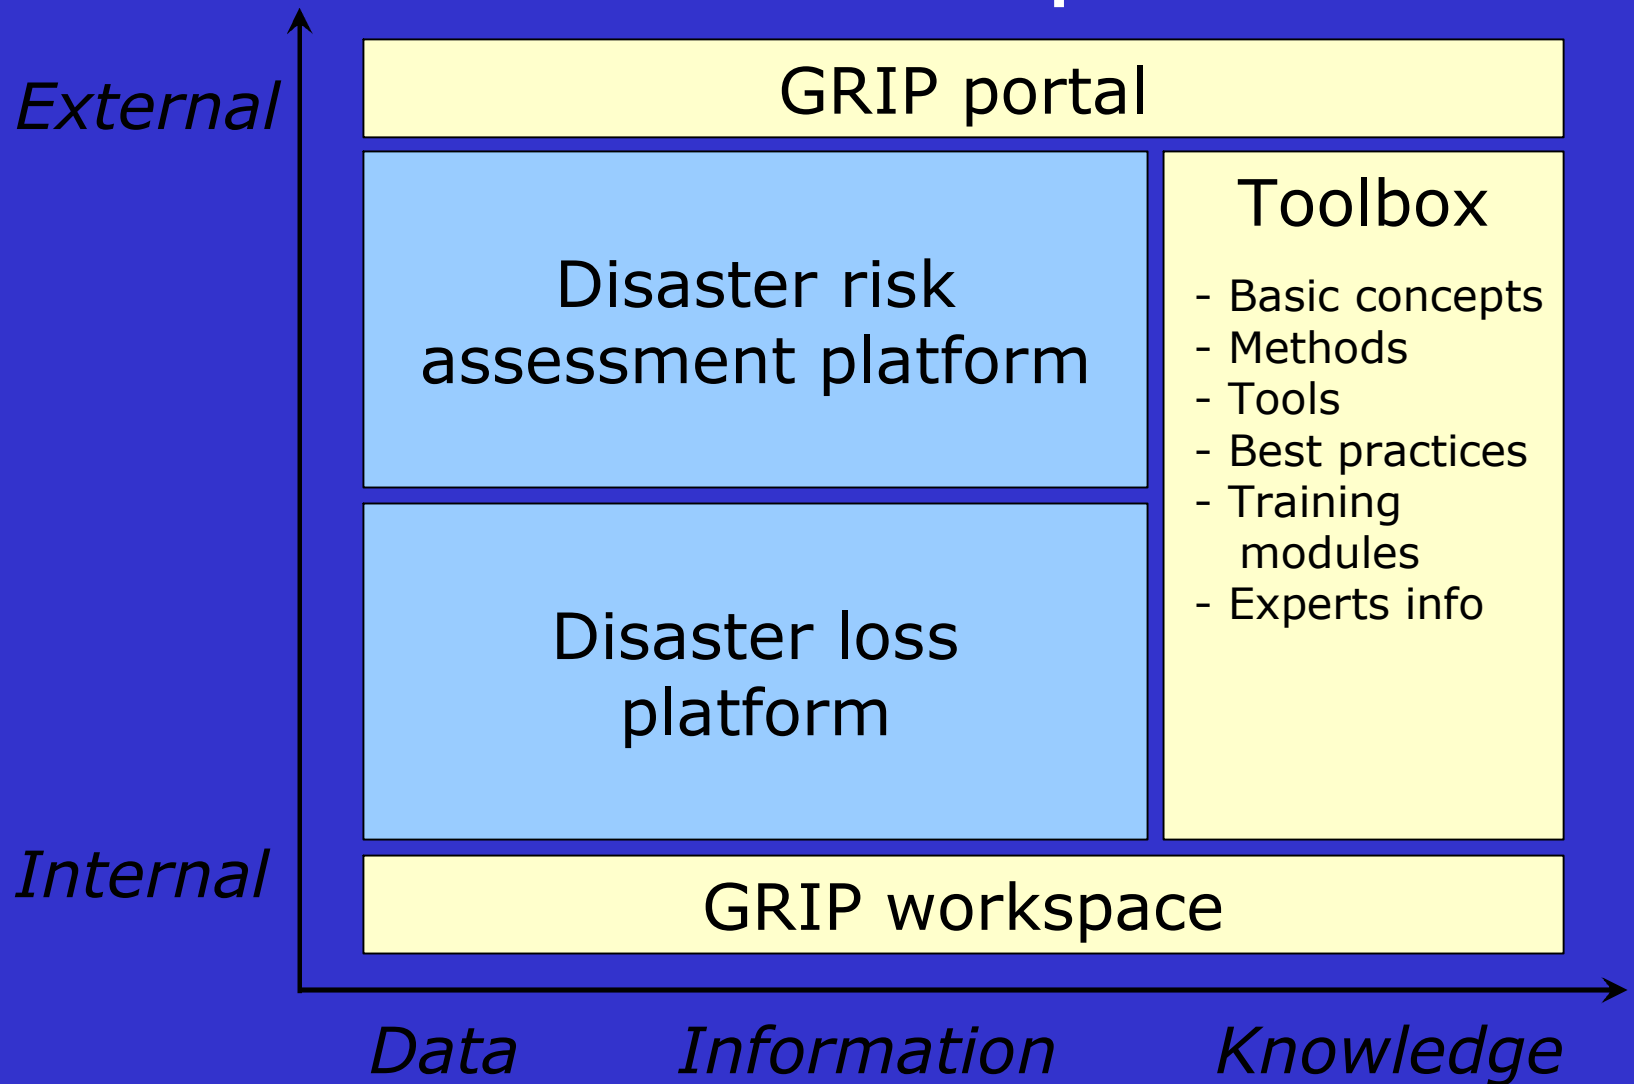 External
GRIP portal
Disaster risk
assessment platform
Toolbox
- Basic concepts
- Methods
- Tools
- Best practices
- Training
modules
- Experts info
Disaster loss
platform
Internal
GRIP workspace
Data Information Knowledge